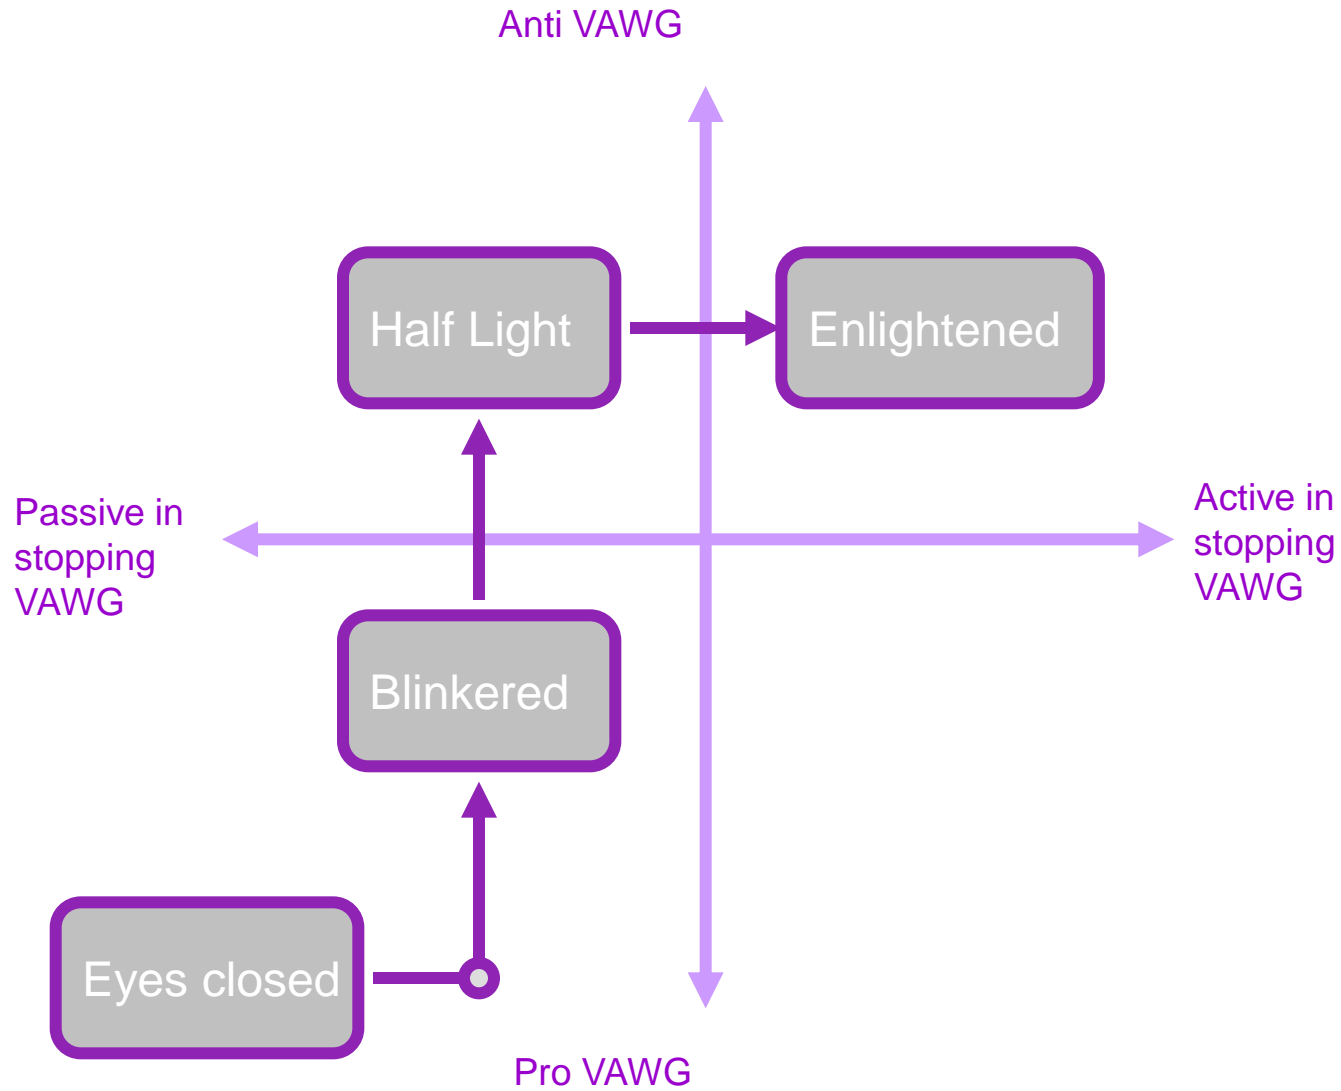 Anti VAWG
Half Light
Enlightened
Passive in
stopping
VAWG
Active in
stopping
VAWG
Blinkered
Eyes closed
Pro VAWG